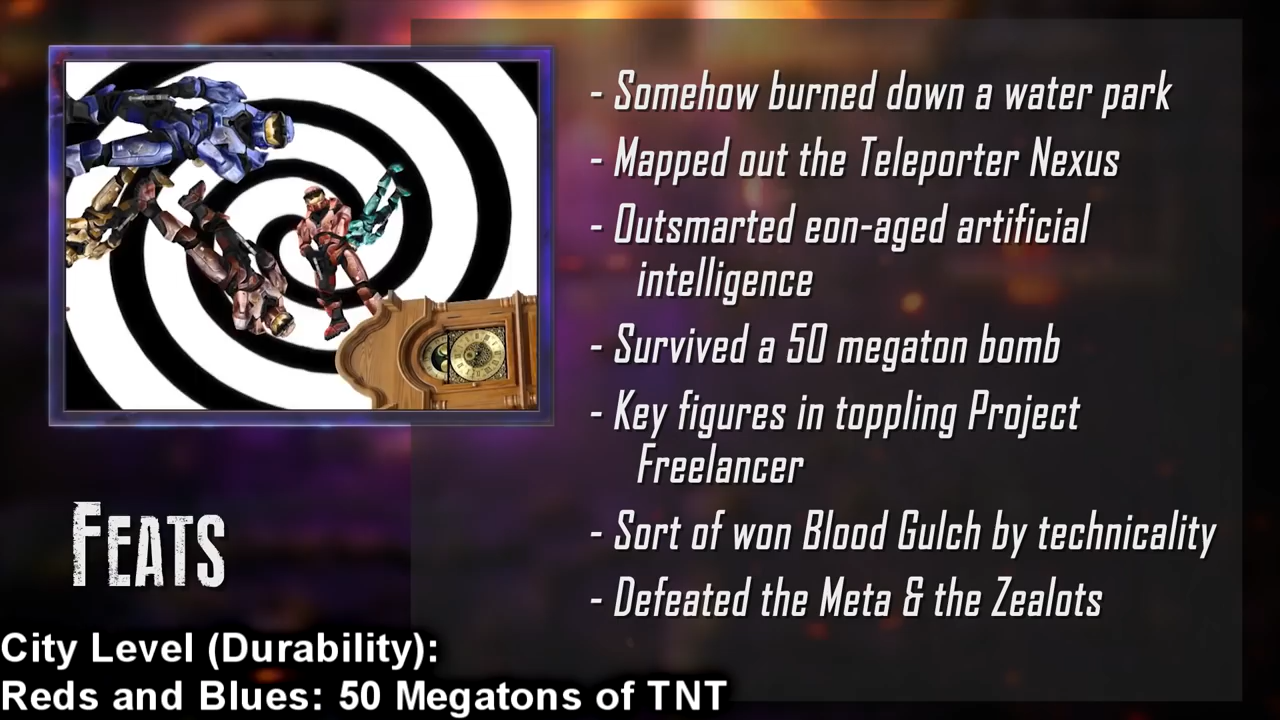 - Somehow burned down a water park
- Mapped out the Teleporter Nexus
- Outsmarted eon-aged artificial
intelligence
- Survived a 50 megaton bomb
- Key figures in toppling Project
Freelancer
- Sort of won Blood Gulch by technicality
- Defeated the Meta & the Zealots
FEATS
City Level (Durability):
Reds and Blues: 50 Megatons of TNT